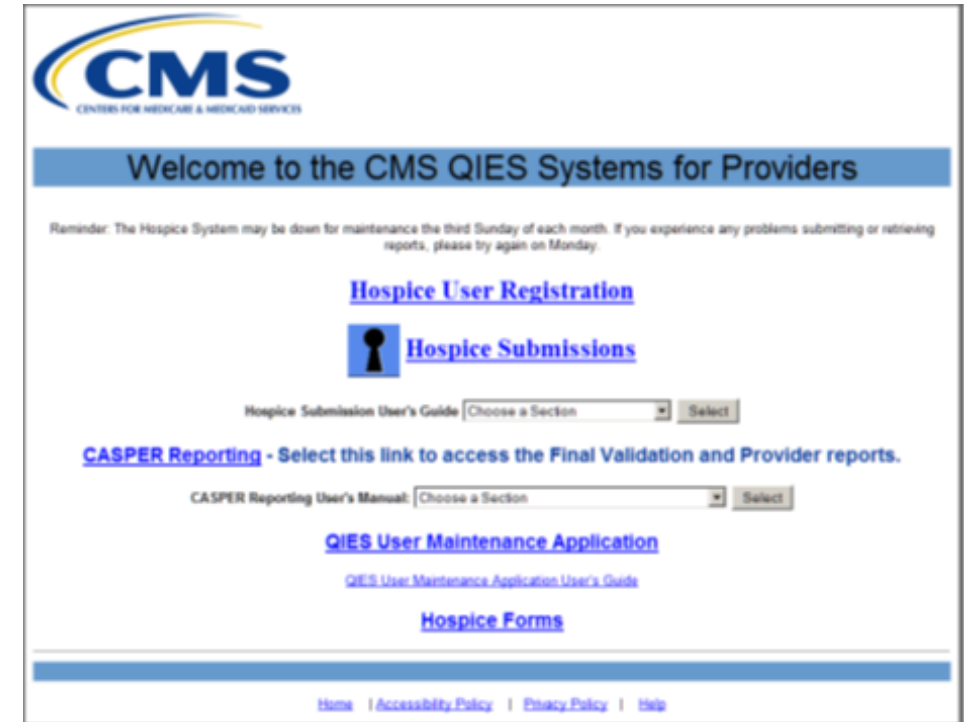 CMS
CENTERS FOR MEDICARE & MEDICAID SERVICES
Welcome to the CMS QIES Systems for Providers
Reminder: The Hospice System may be down for maintenance the third Sunday of each month. If you experience any problems submitting or retrieving
reports, please try again on Monday.
Hospice User Registration
Hospice Submissions
Hospice Submission User's Guide Choose a Section Select
CASPER Reporting - Select this link to access the Final Validation and Provider reports.
CASPER Reporting User's Manual: Choose a Section Select
QIES User Maintenance Application
QIES User Maintenance Application User's Guide
Hospice Forms
Home | Accessibility Policy | Privacy Policy | Help